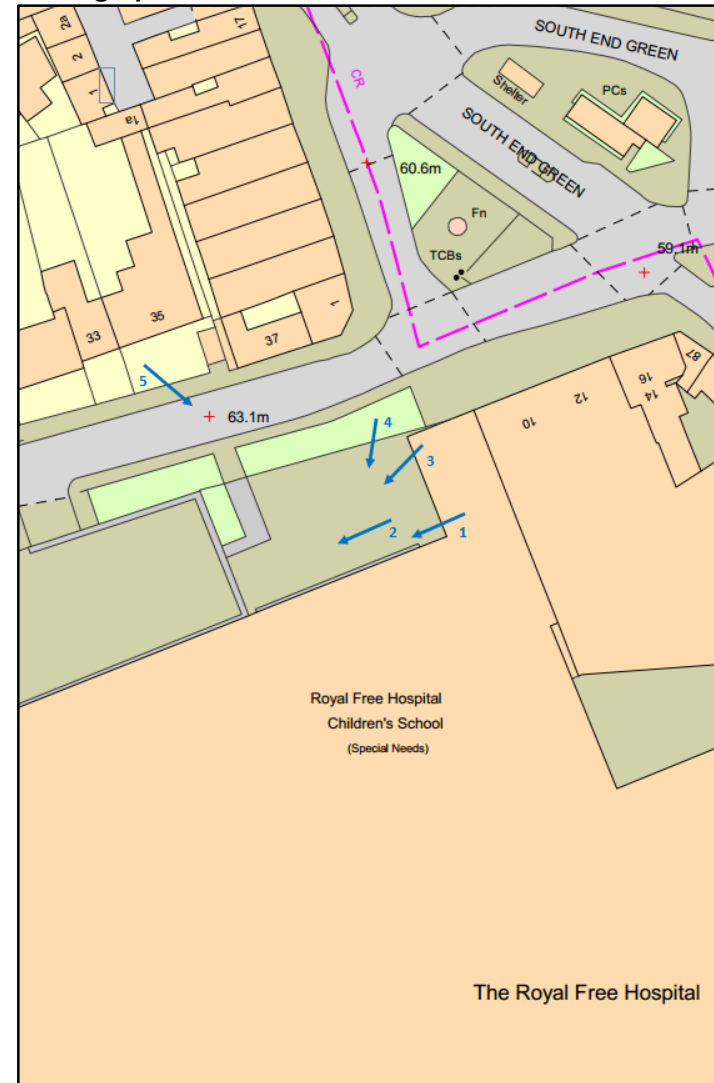 2a
17
SOUTH END GREEN
2
CR
Shelter
PCs
1
1a
SOUTH END GREEN
60.6m
Fn
TCBs
59.1m
33
35
37
1
87
5
63.1m
16
14
12
10
4
3
2
1
Royal Free Hospital
Children's School
(Special Needs)
The Royal Free Hospital